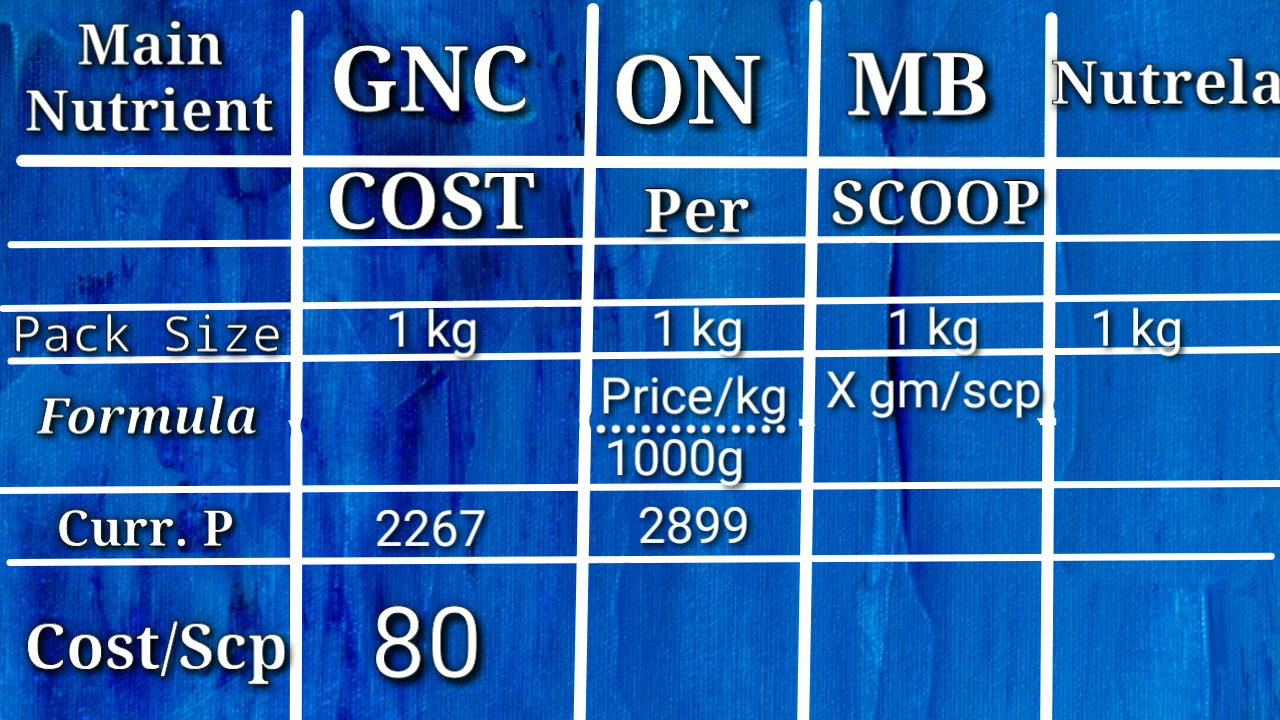 Main Nutrient GNC ON MB Nutrela
COST Per SCOOP
Pack Size 1 kg 1 kg 1 kg 1 kg
Formula Price/kg X gm/scp
1000g
Curr. P 2267 2899
Cost/Scp 80